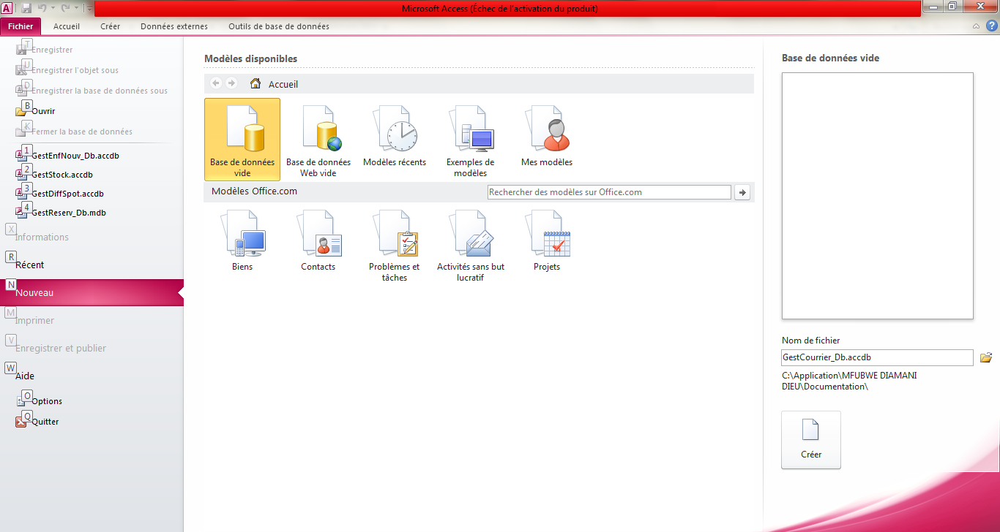 Microsoft Access (Échec de l'activation du produit)
Fichier Accueil Créer Données externes Outils de base de données
T Enregistrer
U Enregistrer l'objet sous
D Enregistrer la base de données sous
B Ouvrir
K Fermer la base de données
1 GestEnfNouv_Db.accdb
2 GestStock.accdb
3 GestDiffSpot.accdb
4 GestReserv_Db.mdb
X Informations
R Récent
N Nouveau
M Imprimer
V Enregistrer et publier
W Aide
O Options
Q Quitter
Modèles disponibles
Accueil
Base de données vide
Base de données Web vide
Modèles récents
Exemples de modèles
Mes modèles
Modèles Office.com
Rechercher des modèles sur Office.com
Biens
Contacts
Problèmes et tâches
Activités sans but lucratif
Projets
Base de données vide
Nom de fichier
GestCourrier_Db.accdb
C:\Application\MFUBWE DIAMANI
DIEU\Documentation\
Créer